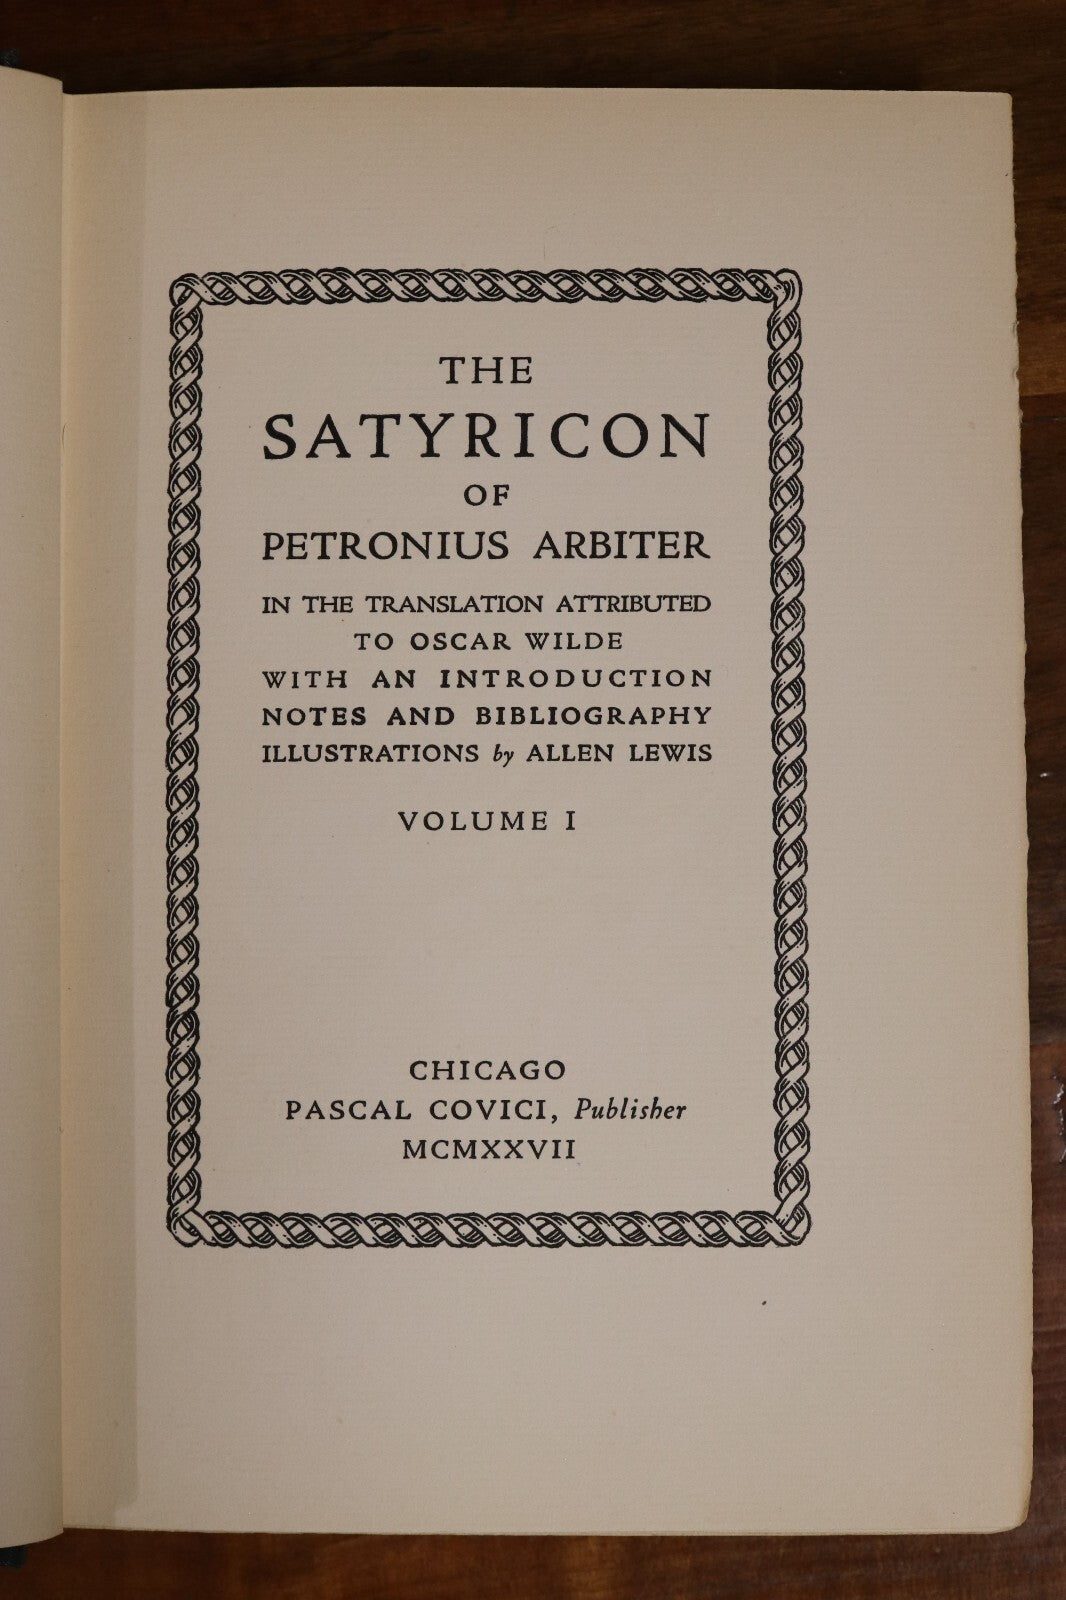 THE
SATYRICON
OF
PETRONIUS ARBITER
IN THE TRANSLATION ATTRIBUTED
TO OSCAR WILDE
WITH AN INTRODUCTION
NOTES AND BIBLIOGRAPHY
ILLUSTRATIONS by ALLEN LEWIS
VOLUME I
CHICAGO
PASCAL COVICI, Publisher
MCMXXVII